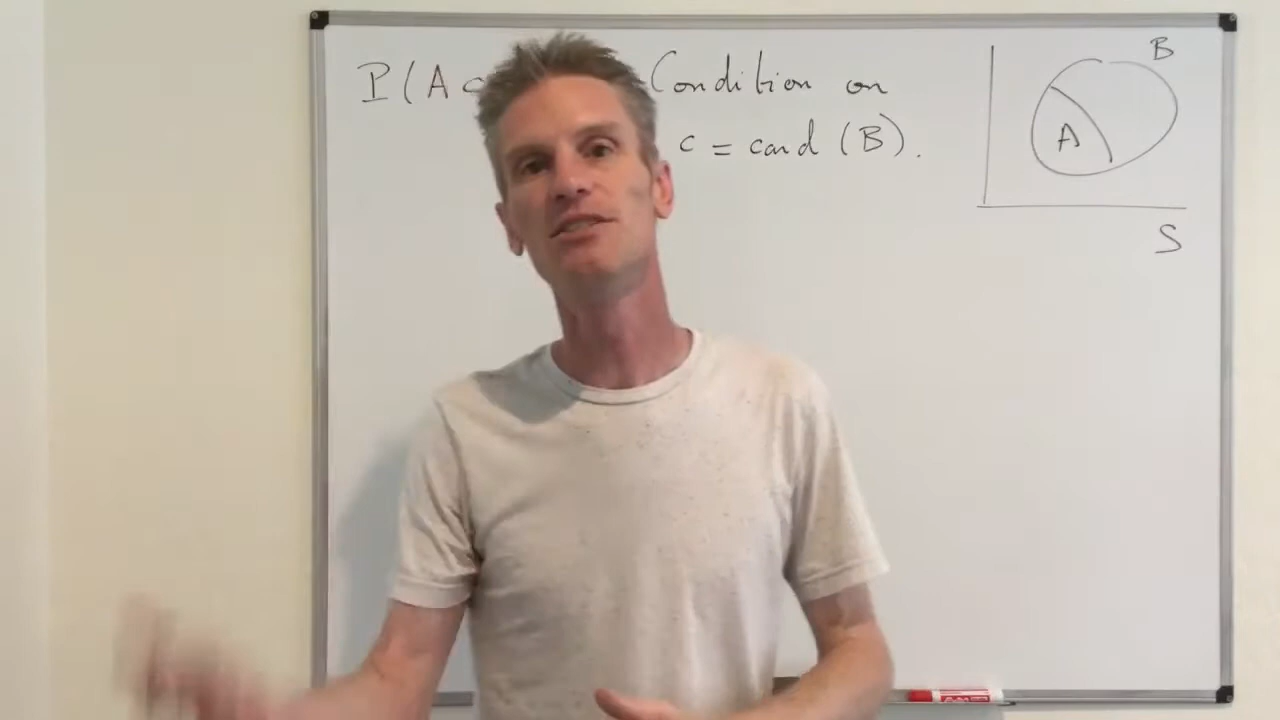 P(A ⊂ Condition on
c = card (B).
B
A
S